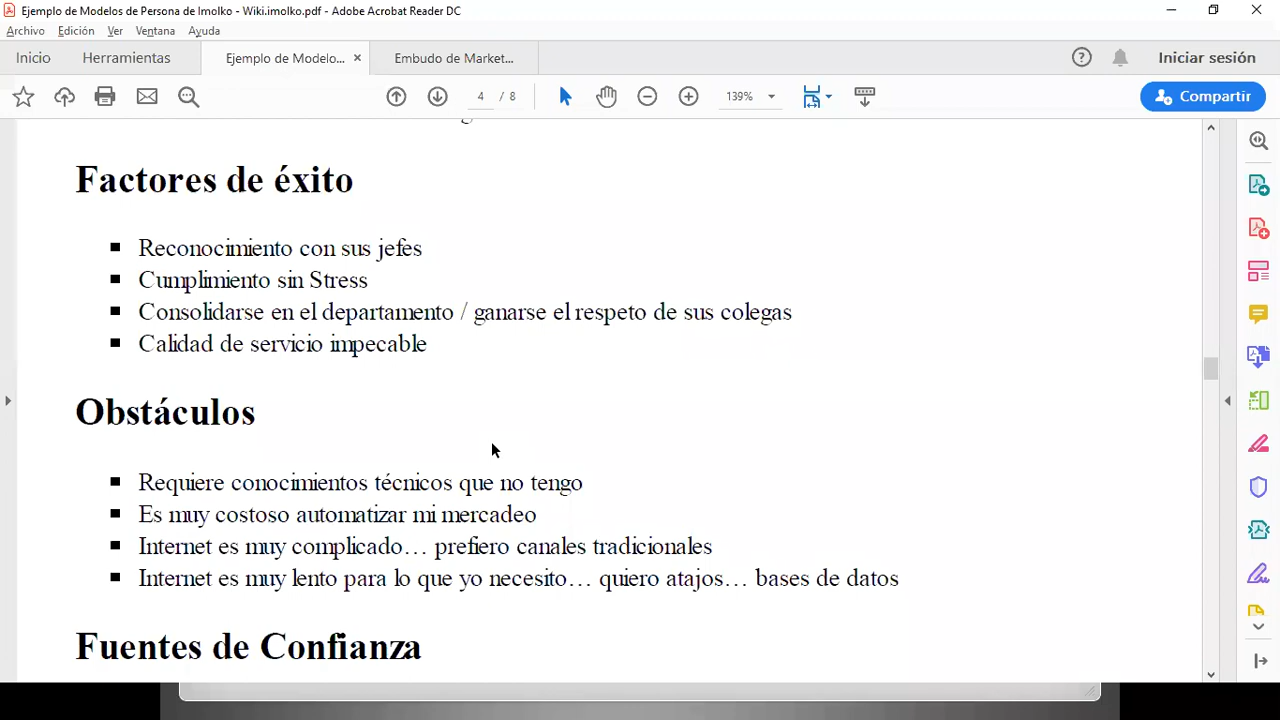 Ejemplo de Modelos de Persona de Imolko - Wiki.imolko.pdf - Adobe Acrobat Reader DC
Archivo Edición Ver Ventana Ayuda
Inicio Herramientas Ejemplo de Modelo... × Embudo de Market... Iniciar sesión
4 / 8 139% Compartir
Factores de éxito
Reconocimiento con sus jefes
Cumplimiento sin Stress
Consolidarse en el departamento / ganarse el respeto de sus colegas
Calidad de servicio impecable
Obstáculos
Requiere conocimientos técnicos que no tengo
Es muy costoso automatizar mi mercadeo
Internet es muy complicado… prefiero canales tradicionales
Internet es muy lento para lo que yo necesito… quiero atajos… bases de datos
Fuentes de Confianza